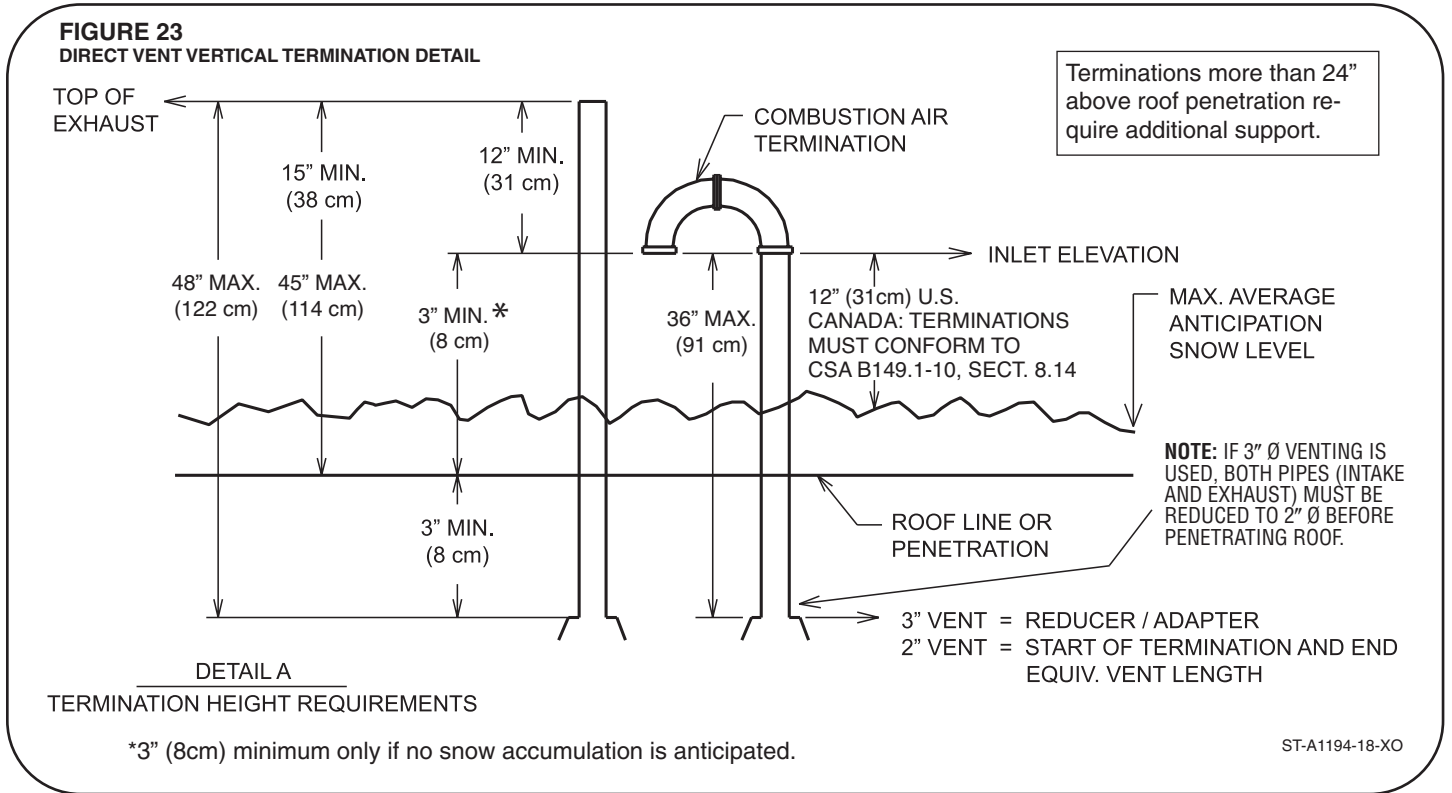 FIGURE 23
DIRECT VENT VERTICAL TERMINATION DETAIL
Terminations more than 24”
above roof penetration re-
quire additional support.
TOP OF
EXHAUST
COMBUSTION AIR
TERMINATION
12” MIN.
(31 cm)
15” MIN.
(38 cm)
INLET ELEVATION
48” MAX.
(122 cm)
45” MAX.
(114 cm)
3” MIN.*
(8 cm)
36” MAX.
(91 cm)
12” (31cm) U.S.
CANADA: TERMINATIONS
MUST CONFORM TO
CSA B149.1-10, SECT. 8.14
MAX. AVERAGE
ANTICIPATION
SNOW LEVEL
NOTE: IF 3″ Ø VENTING IS
USED, BOTH PIPES (INTAKE
AND EXHAUST) MUST BE
REDUCED TO 2″ Ø BEFORE
PENETRATING ROOF.
3” MIN.
(8 cm)
ROOF LINE OR
PENETRATION
3” VENT = REDUCER / ADAPTER
2” VENT = START OF TERMINATION AND END
EQUIV. VENT LENGTH
DETAIL A
TERMINATION HEIGHT REQUIREMENTS
*3” (8cm) minimum only if no snow accumulation is anticipated.
ST-A1194-18-XO